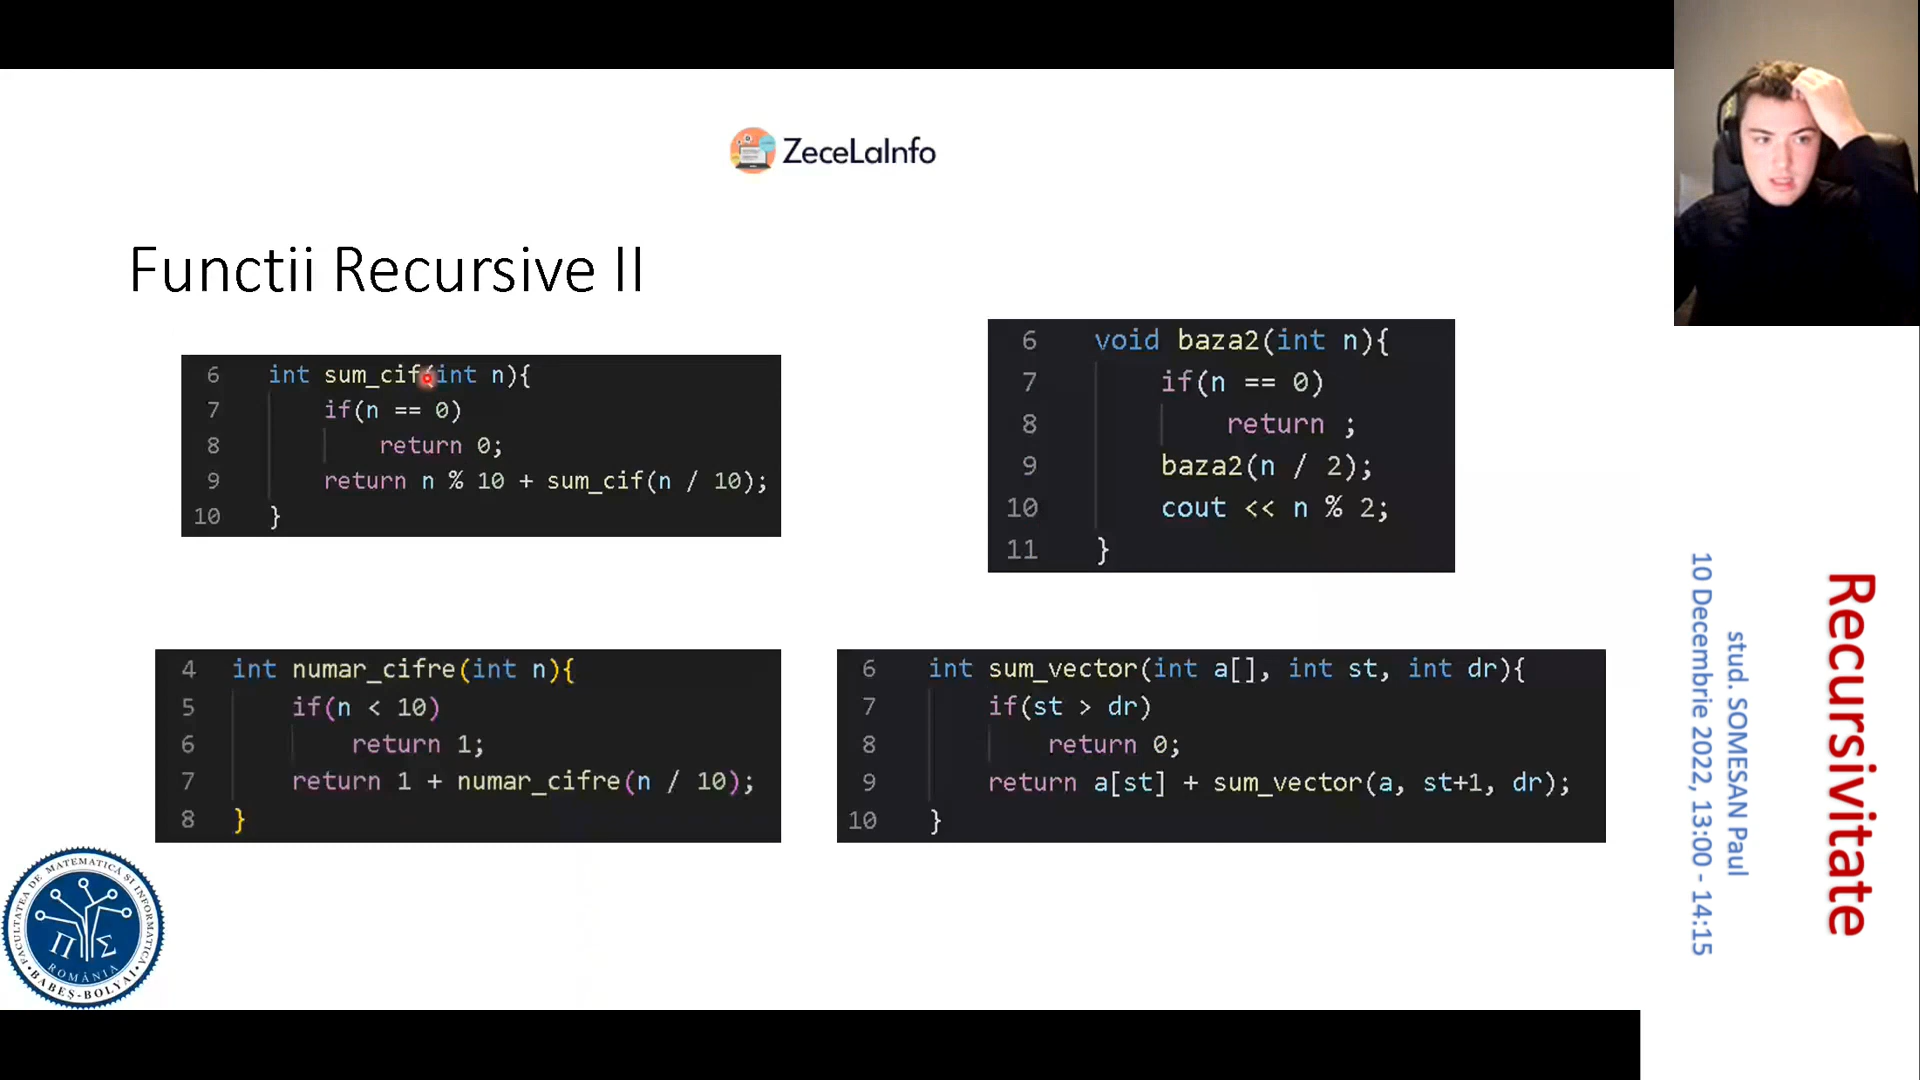 ZeceLaInfo
Functii Recursive II
6 int sum_cif(int n){
7 if(n == 0)
8 return 0;
9 return n % 10 + sum_cif(n / 10);
10 }
6 void baza2(int n){
7 if(n == 0)
8 return ;
9 baza2(n / 2);
10 cout << n % 2;
11 }
4 int numar_cifre(int n){
5 if(n < 10)
6 return 1;
7 return 1 + numar_cifre(n / 10);
8 }
6 int sum_vector(int a[], int st, int dr){
7 if(st > dr)
8 return 0;
9 return a[st] + sum_vector(a, st+1, dr);
10 }
Recursivitate
stud. SOMESAN Paul
10 Decembrie 2022, 13:00 - 14:15
FACULTATEA DE MATEMATICĂ ȘI INFORMATICĂ
Π Σ
ROMÂNIA
BABEȘ-BOLYAI